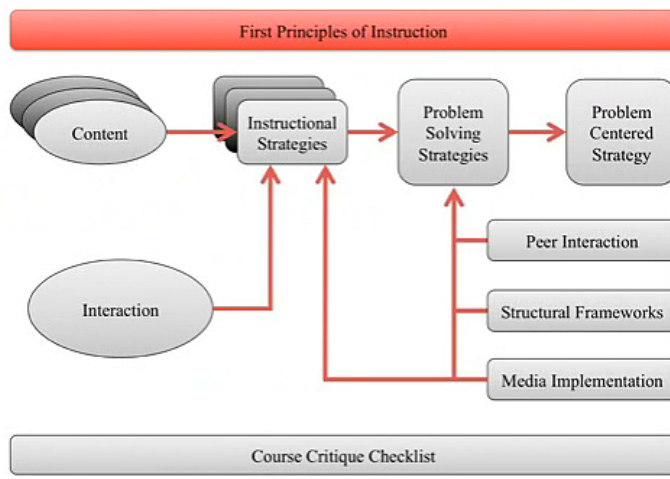 First Principles of Instruction
Content
Instructional
Strategies
Problem
Solving
Strategies
Problem
Centered
Strategy
Peer Interaction
Interaction
Structural Frameworks
Media Implementation
Course Critique Checklist